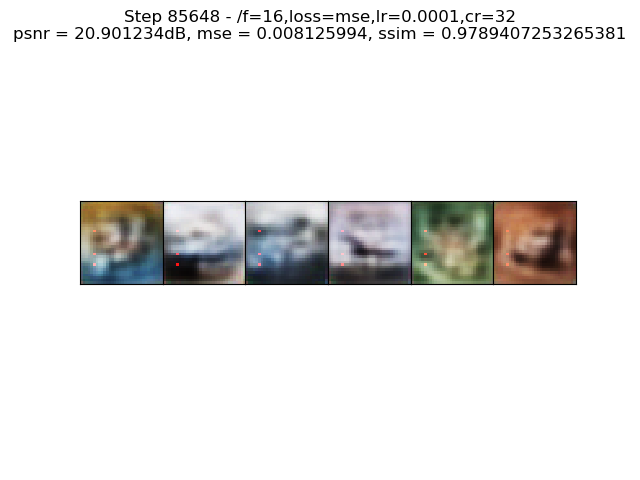 Step 85648 - /f=16,loss=mse,lr=0.0001,cr=32
psnr = 20.901234dB, mse = 0.008125994, ssim = 0.9789407253265381